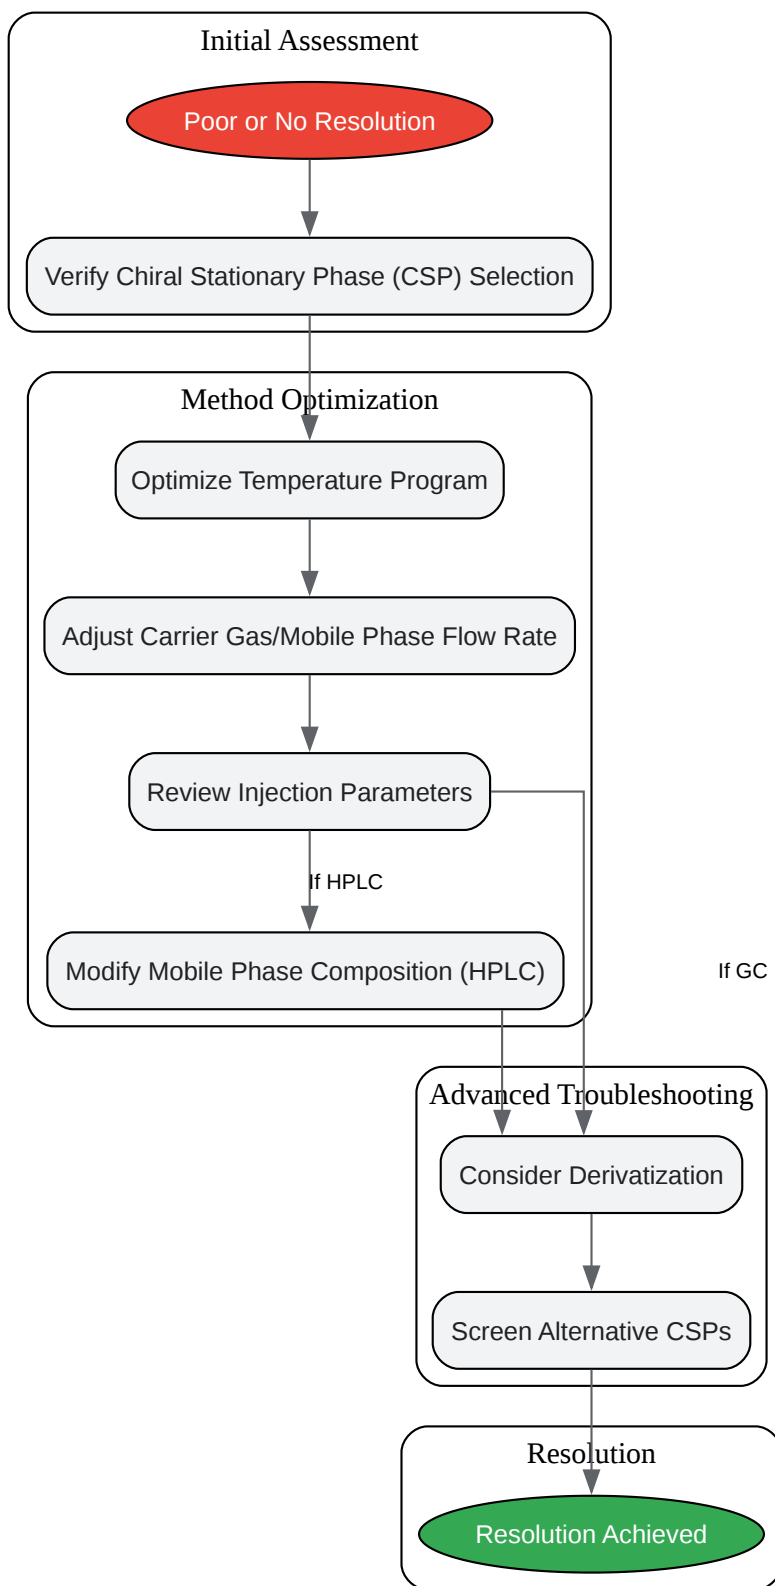 Initial Assessment
Poor or No Resolution
Verify Chiral Stationary Phase (CSP) Selection
Method Optimization
Optimize Temperature Program
Adjust Carrier Gas/Mobile Phase Flow Rate
Review Injection Parameters
If HPLC
Modify Mobile Phase Composition (HPLC)
If GC
Advanced Troubleshooting
Consider Derivatization
Screen Alternative CSPs
Resolution
Resolution Achieved